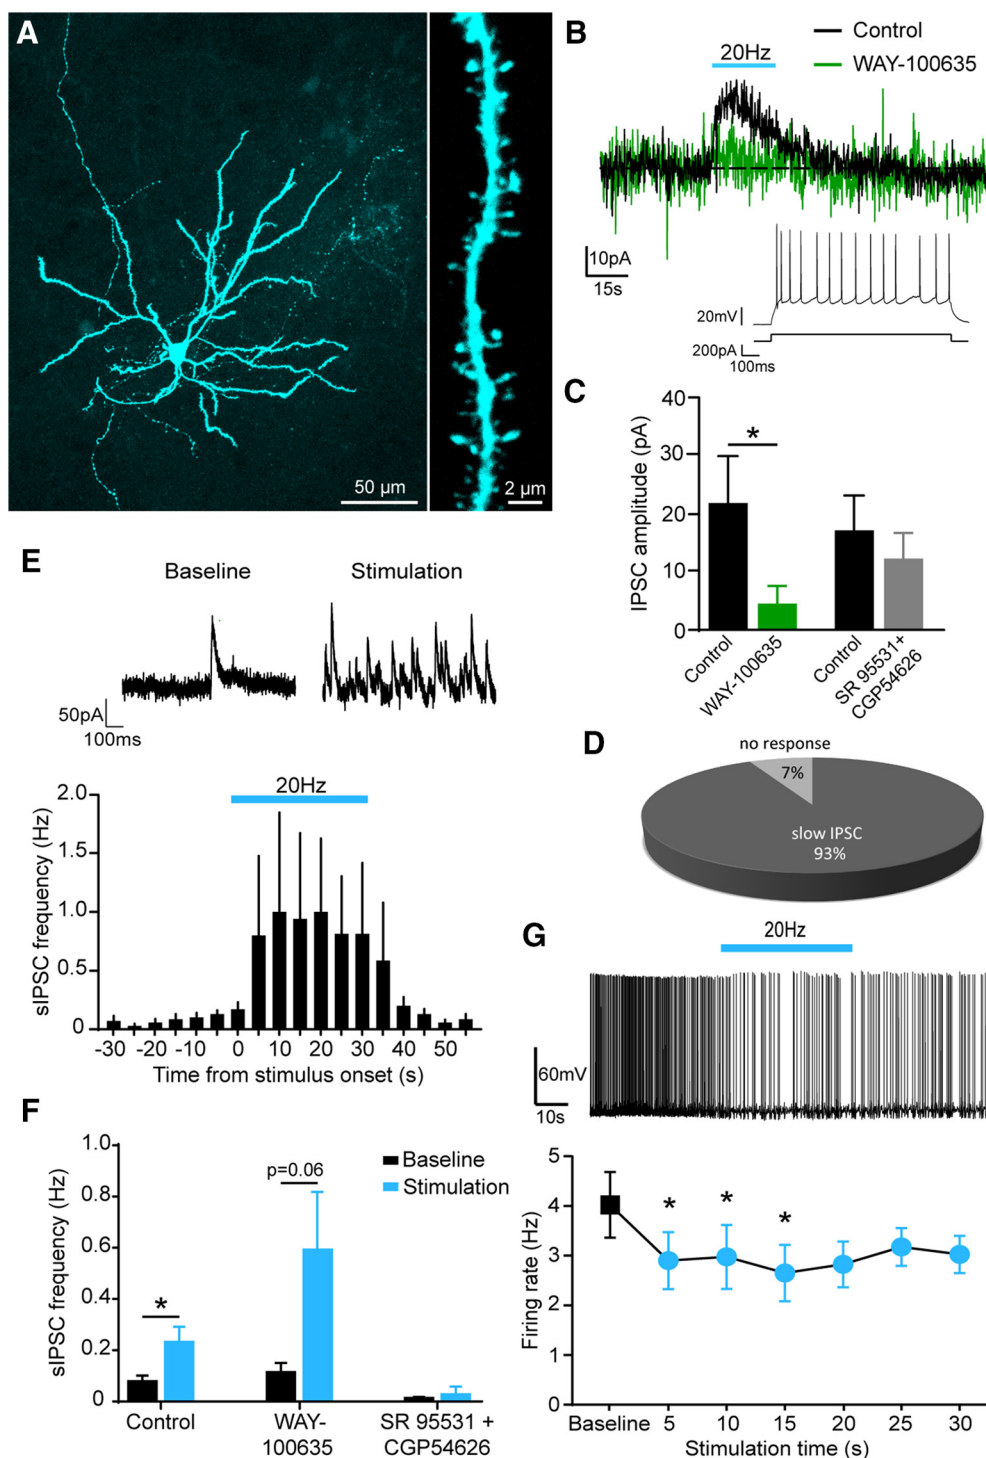 A
50 µm
2 µm
B
Control
WAY-100635
20Hz
10pA
15s
20mV
200pA
100ms
C
IPSC amplitude (pA)
40
30
20
10
0
Control
WAY-100635
Control
SR 95531+
CGP54626
*
D
no response
7%
slow IPSC
93%
E
Baseline
Stimulation
50pA
100ms
20Hz
sIPSC frequency (Hz)
2.0
1.5
1.0
0.5
0
-30 -20 -10 0 10 20 30 40 50
Time from stimulus onset (s)
F
sIPSC frequency (Hz)
1.0
0.8
0.6
0.4
0.2
0
*
p=0.06
Baseline
Stimulation
Control
WAY-
100635
SR 95531 +
CGP54626
G
20Hz
60mV
10s
Firing rate (Hz)
5
4
3
2
1
0
* * *
Baseline 5 10 15 20 25 30
Stimulation time (s)